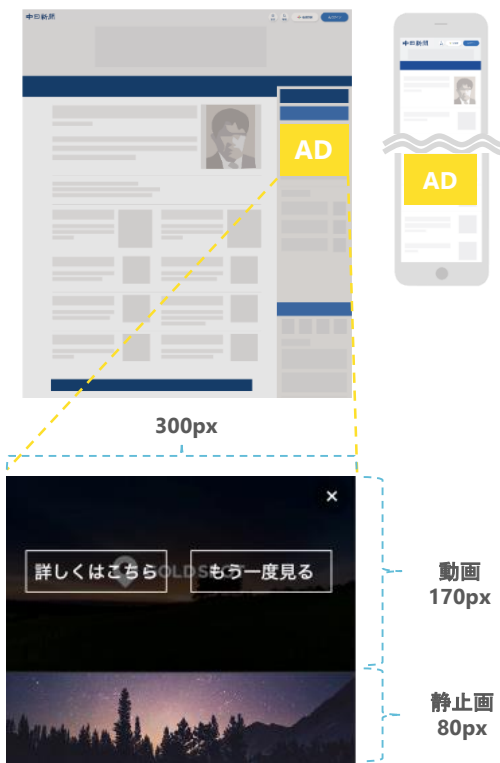 中日新聞
中日新聞
AD
AD
300px
×
詳しくはこちら
GOLDSPOT
もう一度見る
動画
170px
静止画
80px